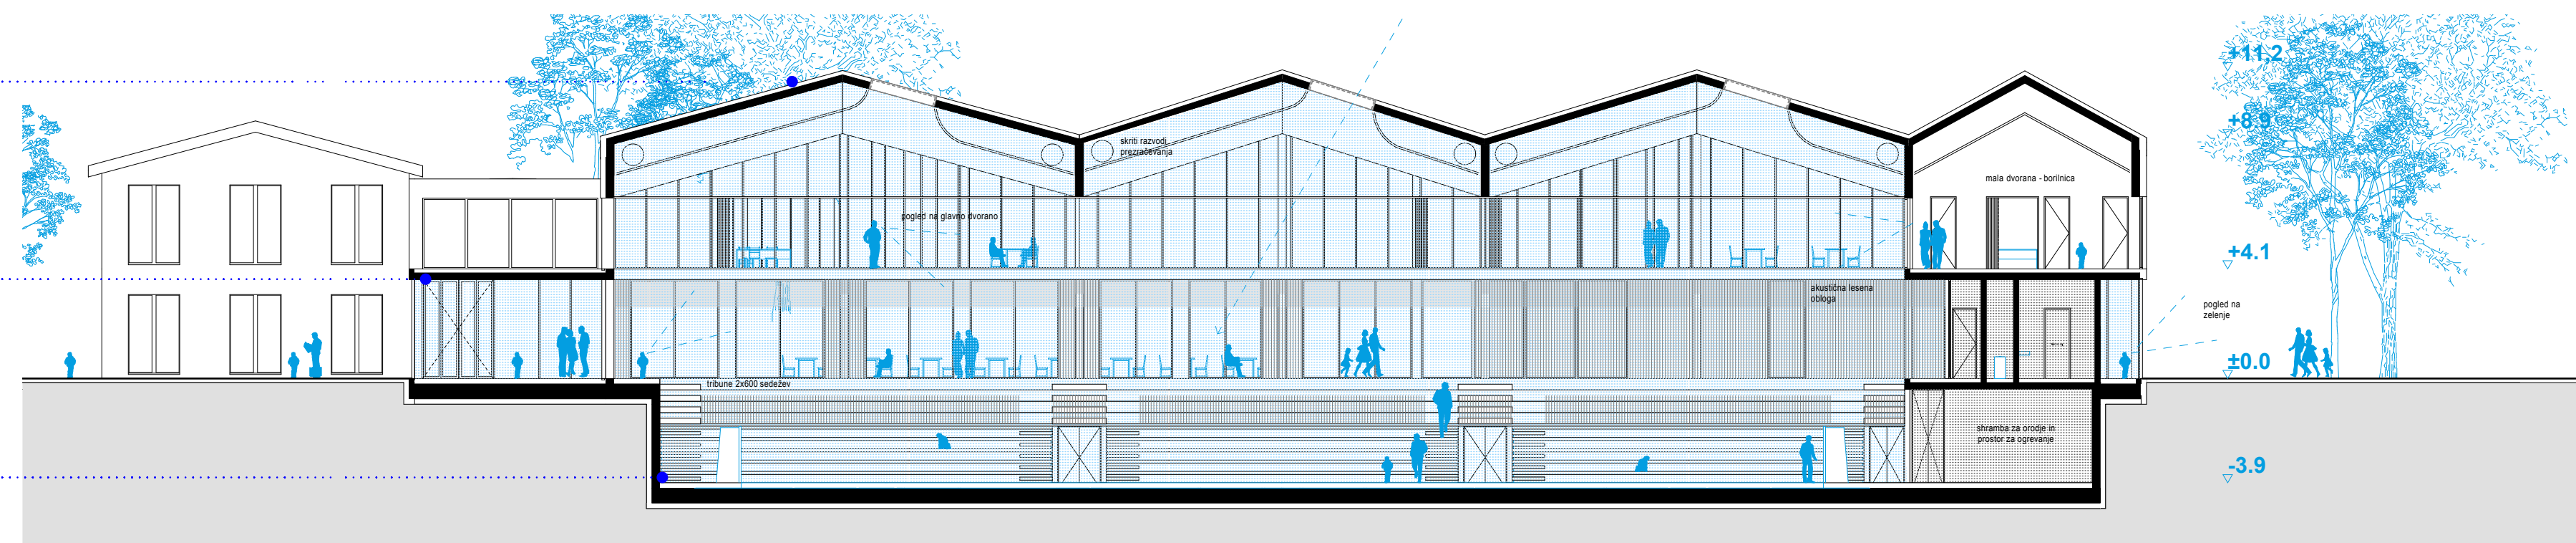 +11,2
+8.9
skriti razvodi
prezračevanja
mala dvorana - borilnica
pogled na glavno dvorano
+4.1
akustična lesena
obloga
pogled na
zelenje
±0.0
tribune 2x600 sedežev
shramba za orodje in
prostor za ogrevanje
-3.9